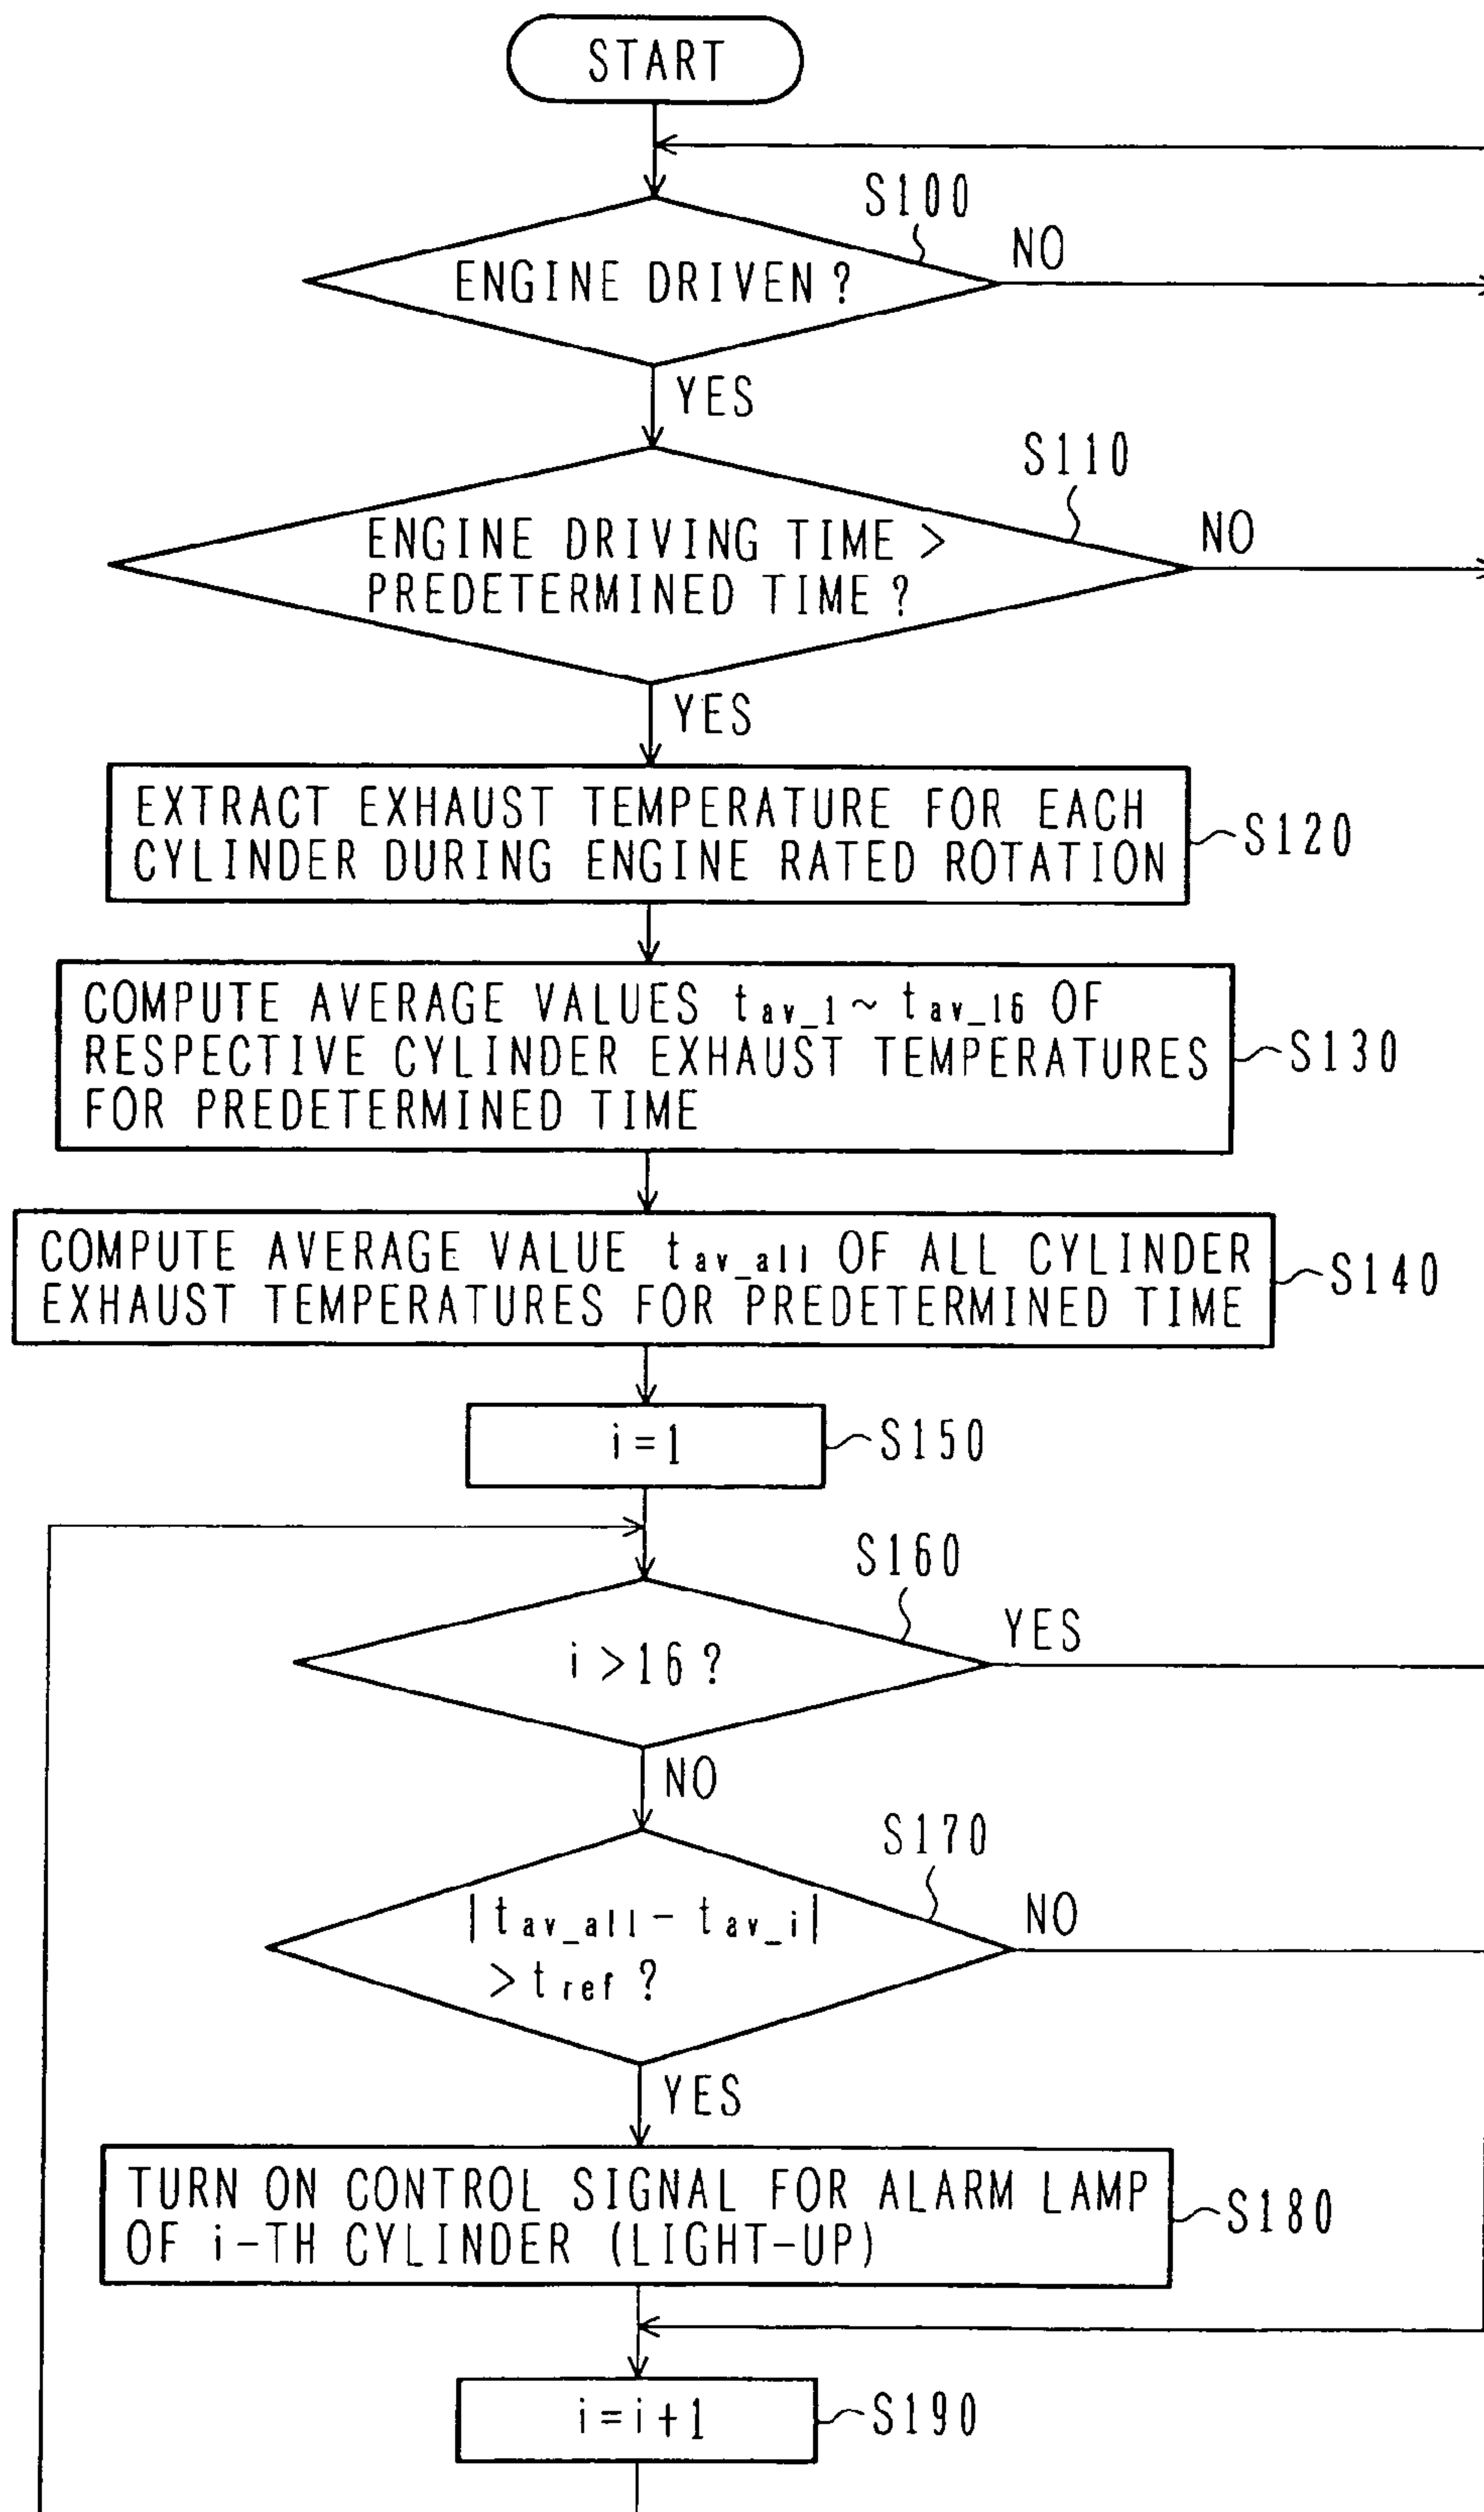 START
S100
ENGINE DRIVEN ?
NO
YES
S110
ENGINE DRIVING TIME >
PREDETERMINED TIME ?
NO
YES
EXTRACT EXHAUST TEMPERATURE FOR EACH
CYLINDER DURING ENGINE RATED ROTATION
S120
COMPUTE AVERAGE VALUES tav_1 ~ tav_16 OF
RESPECTIVE CYLINDER EXHAUST TEMPERATURES
FOR PREDETERMINED TIME
S130
COMPUTE AVERAGE VALUE tav_all OF ALL CYLINDER
EXHAUST TEMPERATURES FOR PREDETERMINED TIME
S140
i=1
S150
S160
i >16 ?
YES
NO
S170
|tav_all - tav_i|
> tref ?
NO
YES
TURN ON CONTROL SIGNAL FOR ALARM LAMP
OF i-TH CYLINDER (LIGHT-UP)
S180
i=i+1
S190